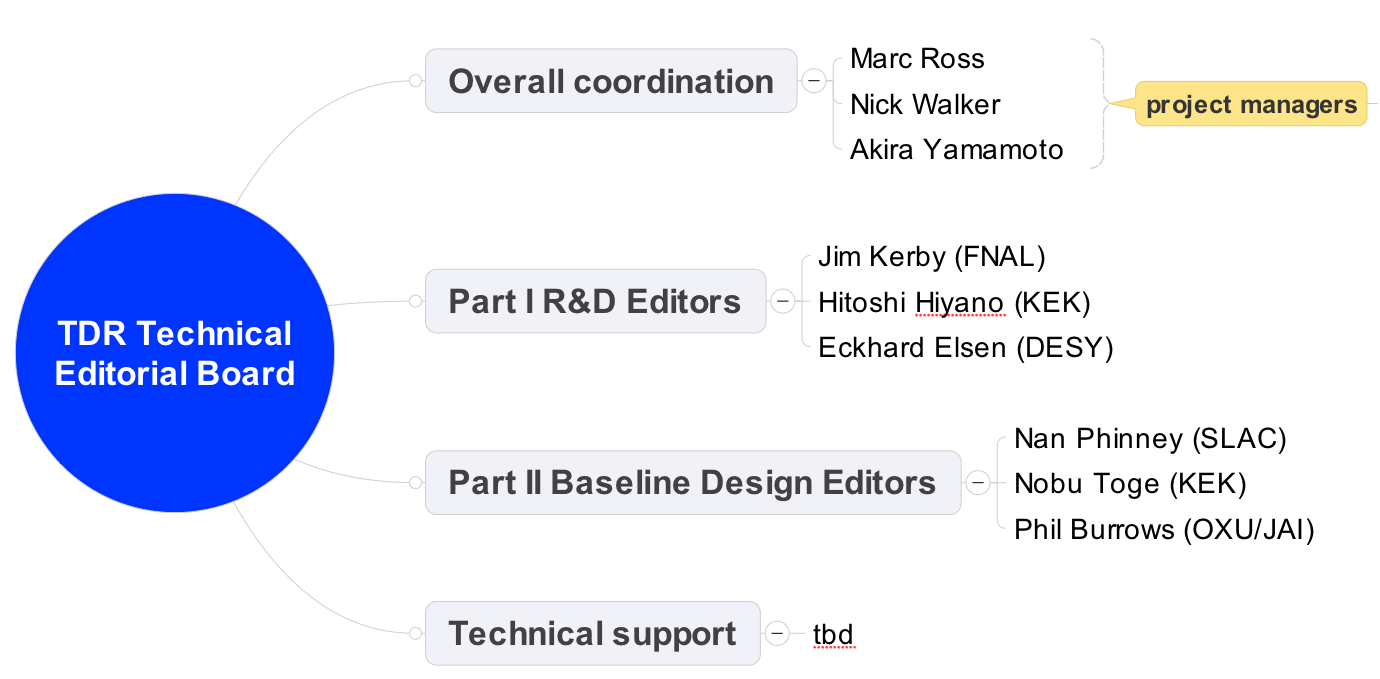 TDR Technical
Editorial Board
Overall coordination
Marc Ross
Nick Walker
Akira Yamamoto
project managers
Part I R&D Editors
Jim Kerby (FNAL)
Hitoshi Hiyano (KEK)
Eckhard Elsen (DESY)
Part II Baseline Design Editors
Nan Phinney (SLAC)
Nobu Toge (KEK)
Phil Burrows (OXU/JAI)
Technical support
tbd